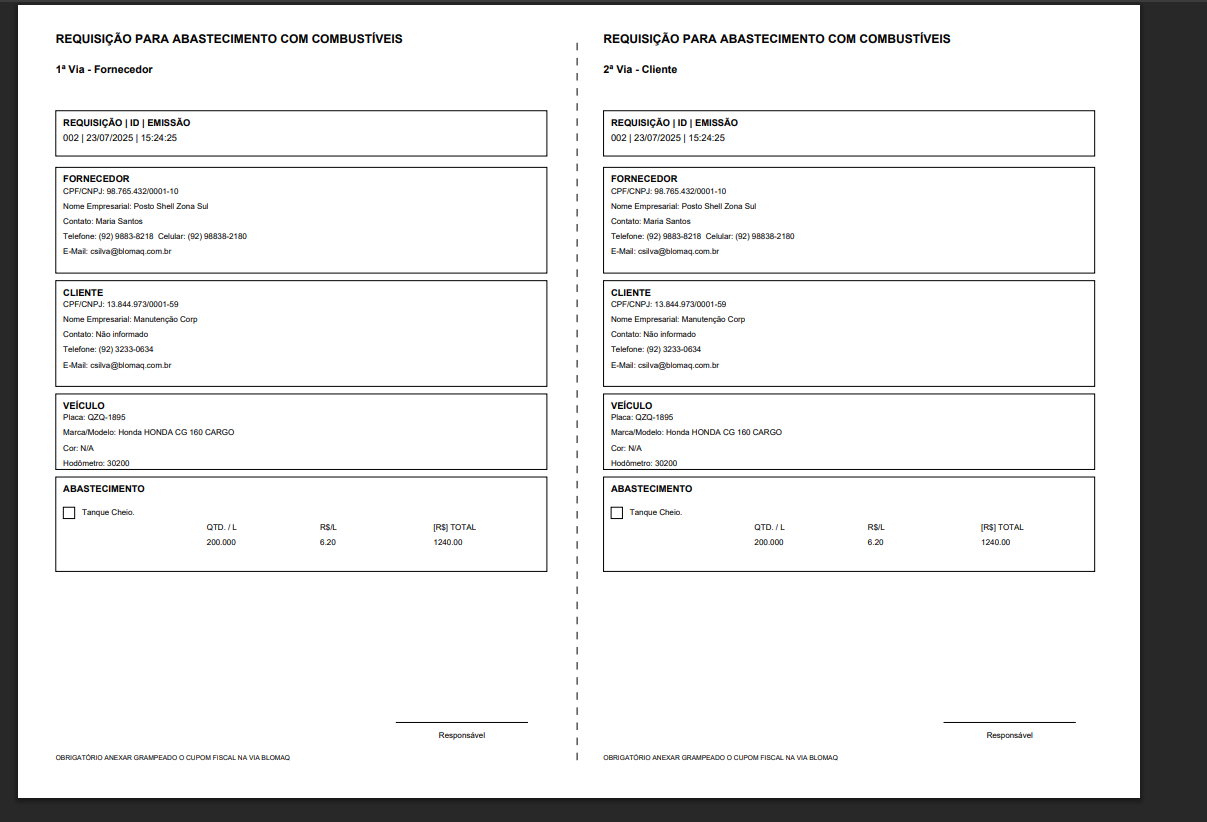 REQUISIÇÃO PARA ABASTECIMENTO COM COMBUSTÍVEIS
1ª Via - Fornecedor
REQUISIÇÃO | ID | EMISSÃO
002 | 23/07/2025 | 15:24:25
FORNECEDOR
CPF/CNPJ: 98.765.432/0001-10
Nome Empresarial: Posto Shell Zona Sul
Contato: Maria Santos
Telefone: (92) 9883-8218  Celular: (92) 98838-2180
E-Mail: csilva@blomaq.com.br
CLIENTE
CPF/CNPJ: 13.844.973/0001-59
Nome Empresarial: Manutenção Corp
Contato: Não informado
Telefone: (92) 3233-0634
E-Mail: csilva@blomaq.com.br
VEÍCULO
Placa: QZQ-1895
Marca/Modelo: Honda HONDA CG 160 CARGO
Cor: N/A
Hodômetro: 30200
ABASTECIMENTO
Tanque Cheio.
QTD. / L R$/L [R$] TOTAL
200.000 6.20 1240.00
Responsável
OBRIGATÓRIO ANEXAR GRAMPEADO O CUPOM FISCAL NA VIA BLOMAQ
REQUISIÇÃO PARA ABASTECIMENTO COM COMBUSTÍVEIS
2ª Via - Cliente
REQUISIÇÃO | ID | EMISSÃO
002 | 23/07/2025 | 15:24:25
FORNECEDOR
CPF/CNPJ: 98.765.432/0001-10
Nome Empresarial: Posto Shell Zona Sul
Contato: Maria Santos
Telefone: (92) 9883-8218  Celular: (92) 98838-2180
E-Mail: csilva@blomaq.com.br
CLIENTE
CPF/CNPJ: 13.844.973/0001-59
Nome Empresarial: Manutenção Corp
Contato: Não informado
Telefone: (92) 3233-0634
E-Mail: csilva@blomaq.com.br
VEÍCULO
Placa: QZQ-1895
Marca/Modelo: Honda HONDA CG 160 CARGO
Cor: N/A
Hodômetro: 30200
ABASTECIMENTO
Tanque Cheio.
QTD. / L R$/L [R$] TOTAL
200.000 6.20 1240.00
Responsável
OBRIGATÓRIO ANEXAR GRAMPEADO O CUPOM FISCAL NA VIA BLOMAQ